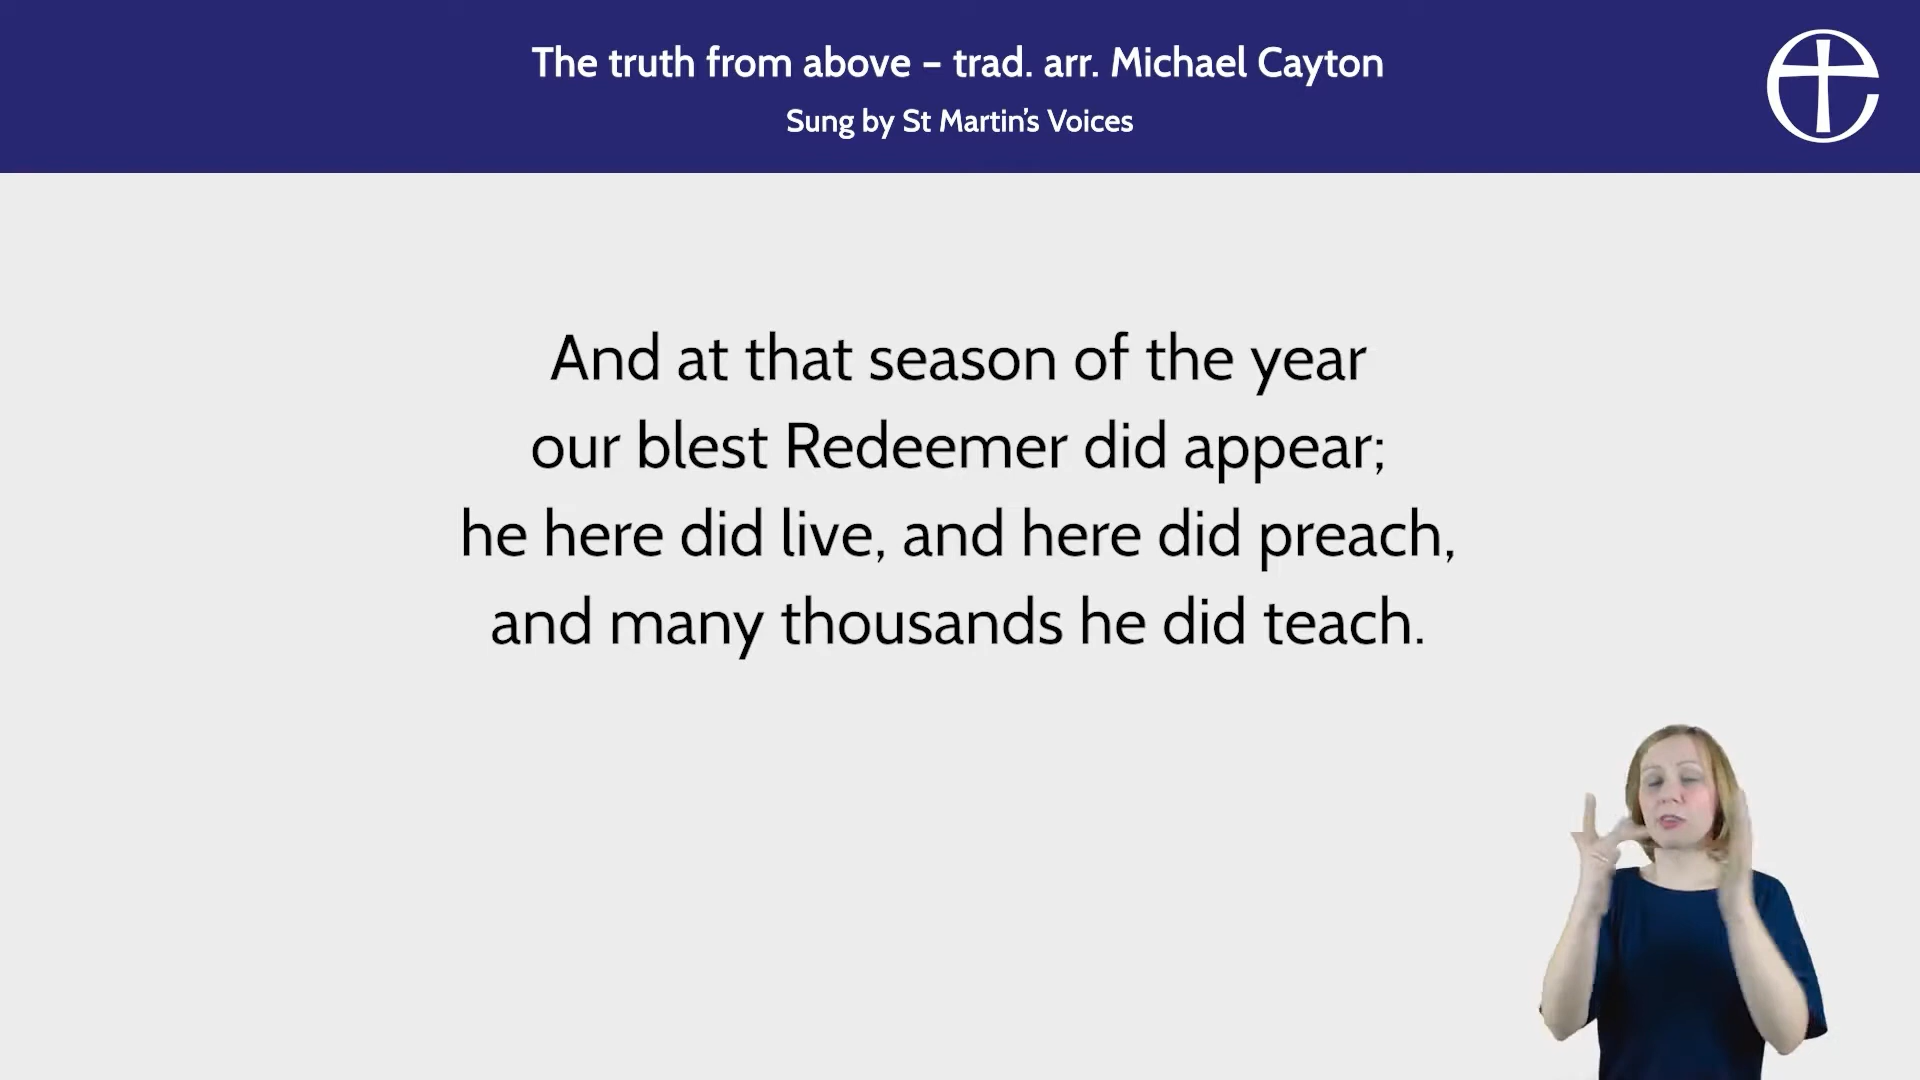 The truth from above – trad. arr. Michael Cayton
Sung by St Martin's Voices
And at that season of the year
our blest Redeemer did appear;
he here did live, and here did preach,
and many thousands he did teach.